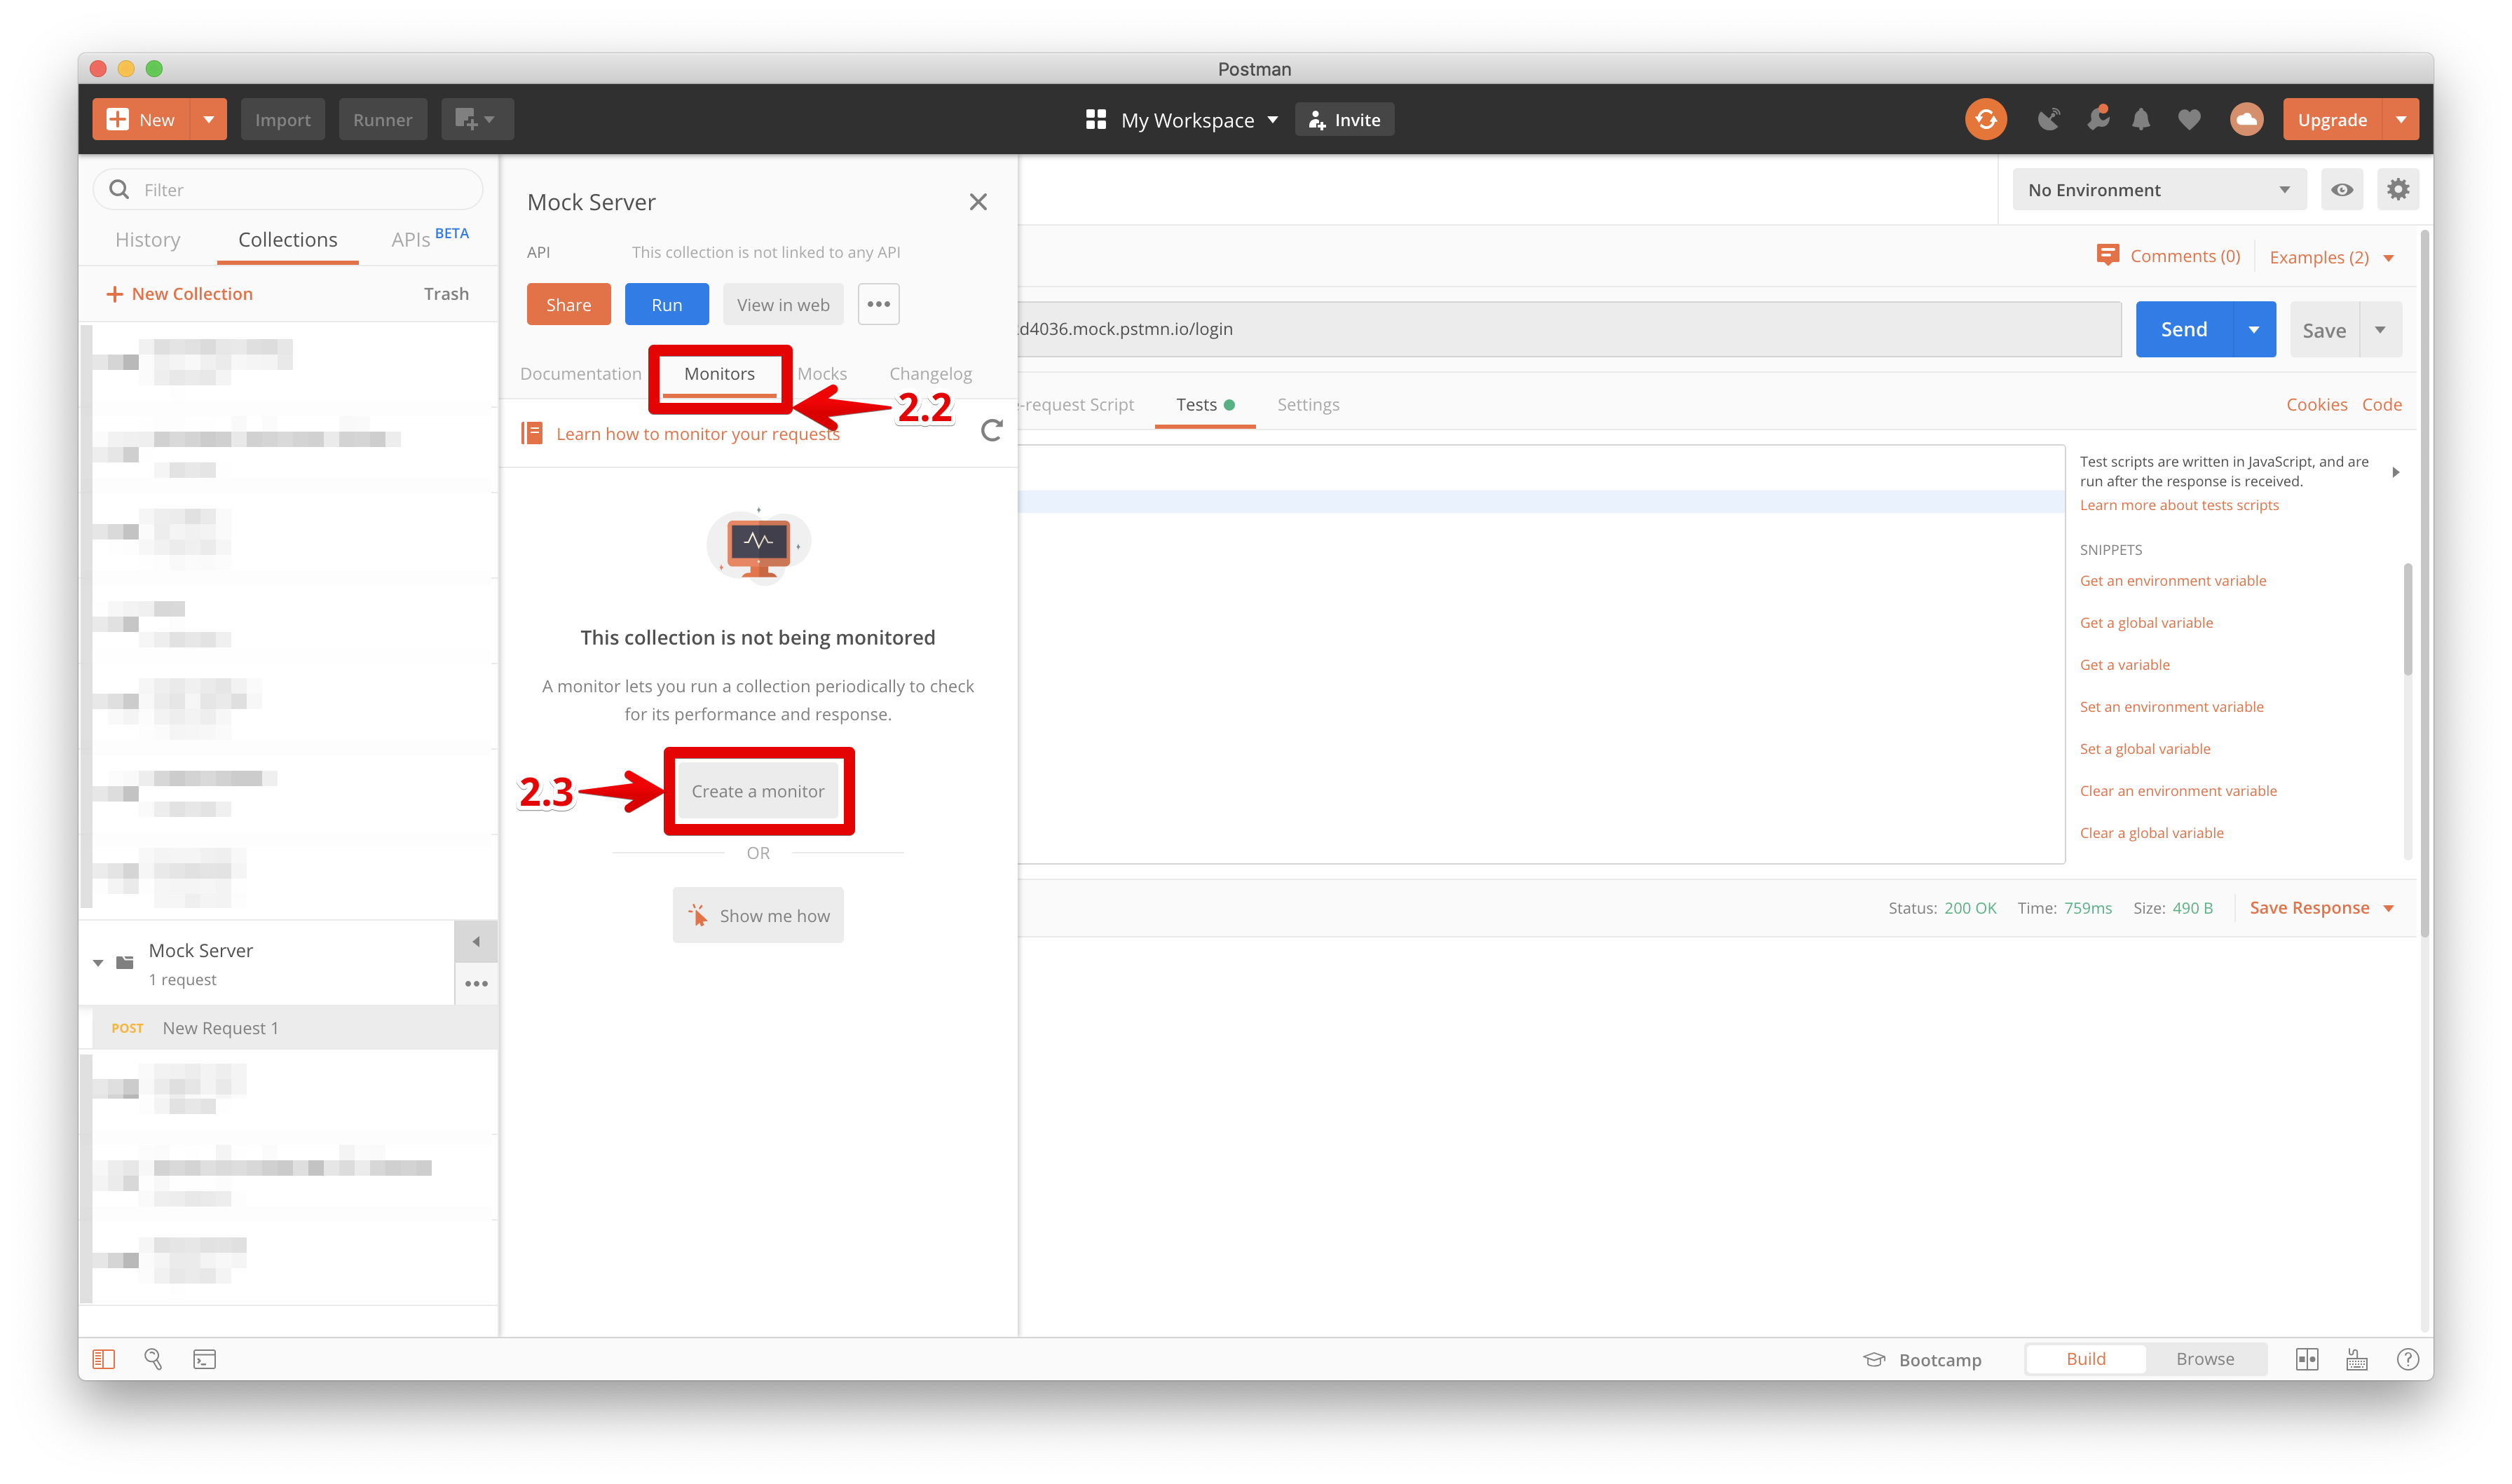 Postman
New
Import
Runner
My Workspace
Invite
Upgrade
Filter
History
Collections
APIs BETA
New Collection
Trash
Mock Server
1 request
POST New Request 1
Mock Server
API This collection is not linked to any API
Share
Run
View in web
Documentation
Monitors
Mocks
Changelog
2.2
Learn how to monitor your requests
This collection is not being monitored
A monitor lets you run a collection periodically to check
for its performance and response.
2.3
Create a monitor
OR
Show me how
No Environment
Comments (0)
Examples (2)
d4036.mock.pstmn.io/login
Send
Save
e-request Script
Tests
Settings
Cookies
Code
Test scripts are written in JavaScript, and are
run after the response is received.
Learn more about tests scripts
SNIPPETS
Get an environment variable
Get a global variable
Get a variable
Set an environment variable
Set a global variable
Clear an environment variable
Clear a global variable
Status: 200 OK
Time: 759ms
Size: 490 B
Save Response
Bootcamp
Build
Browse